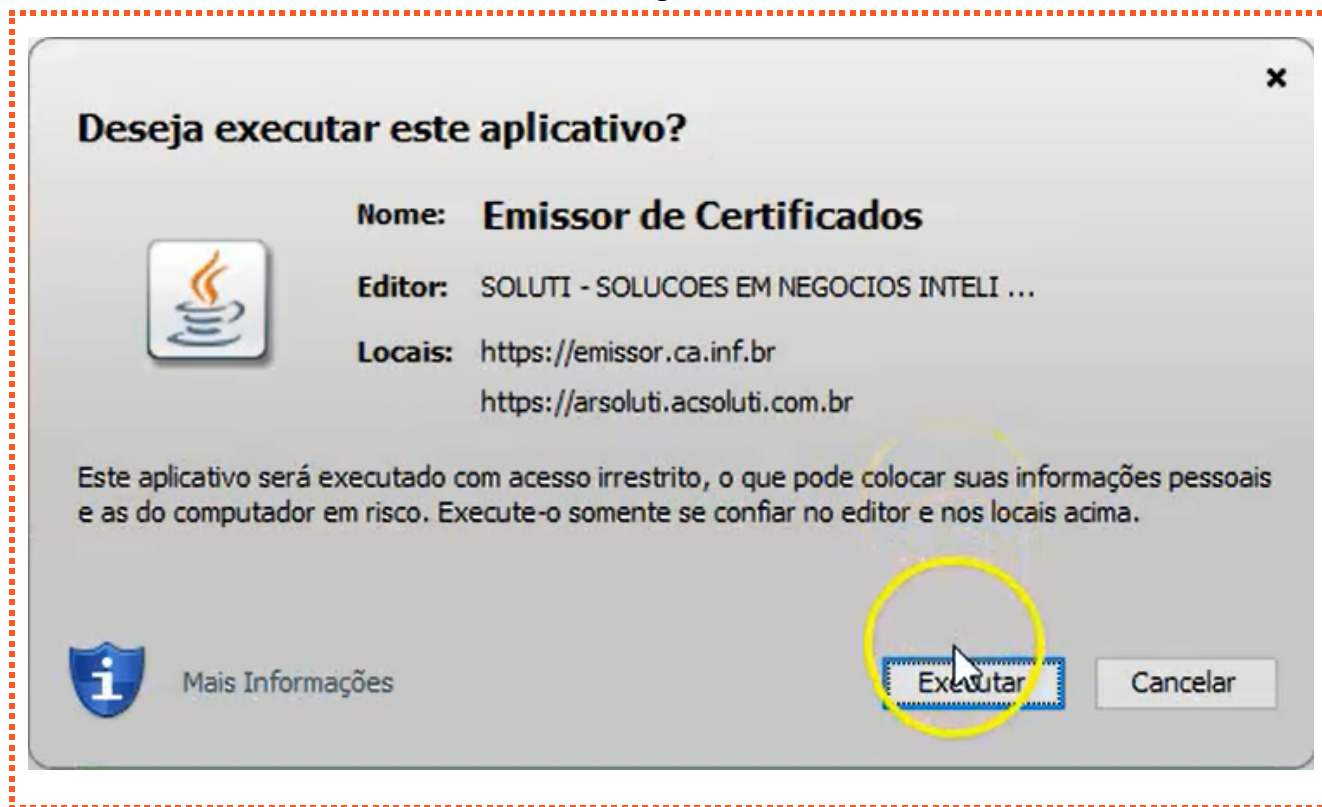 Deseja executar este aplicativo?
Nome: Emissor de Certificados
Editor: SOLUTI - SOLUCOES EM NEGOCIOS INTELI ...
Locais: https://emissor.ca.inf.br
https://arsoluti.acsoluti.com.br
Este aplicativo será executado com acesso irrestrito, o que pode colocar suas informações pessoais
e as do computador em risco. Execute-o somente se confiar no editor e nos locais acima.
Mais Informações
Executar
Cancelar